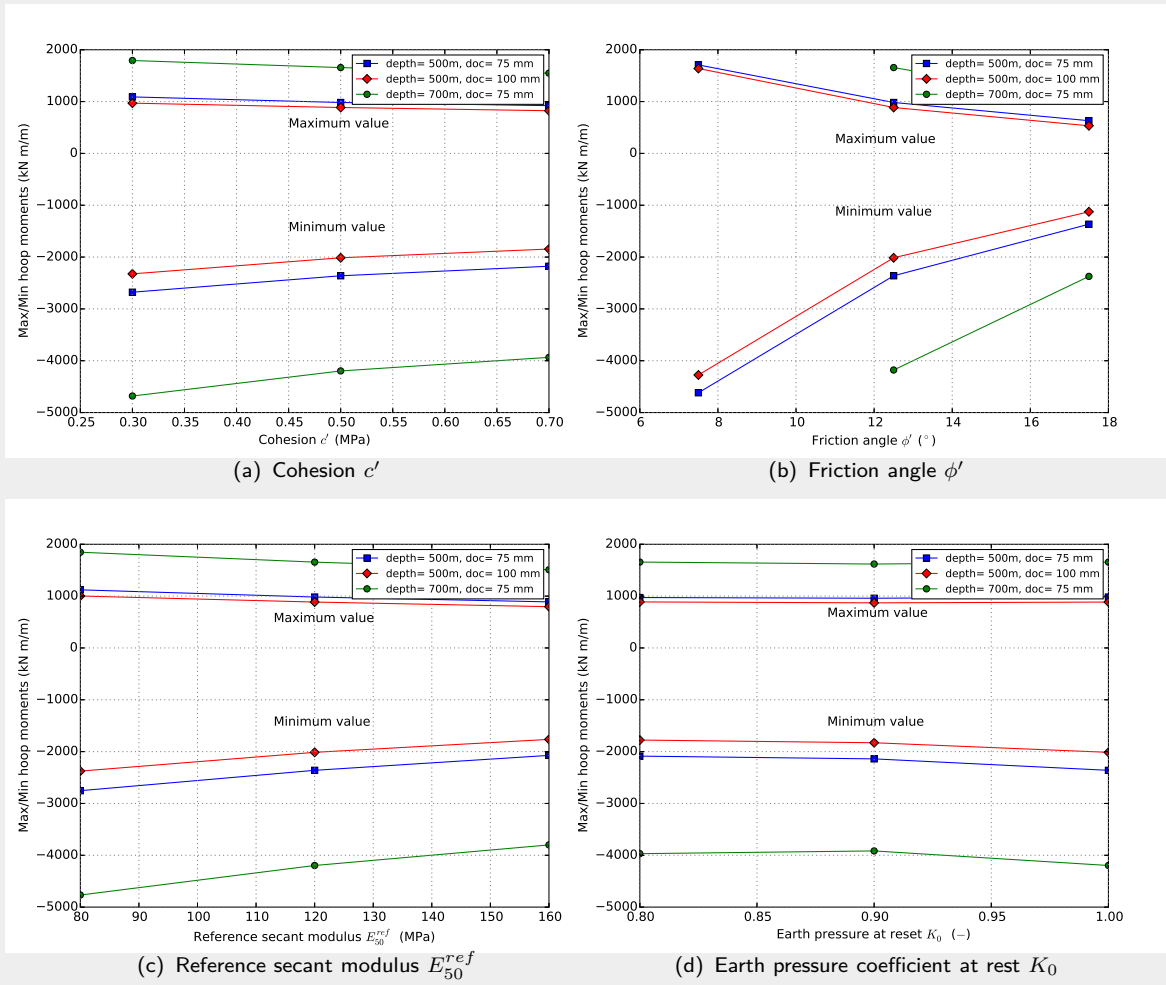 2000
1000
0
−1000
−2000
−3000
−4000
−5000
Max/Min hoop moments (kN m/m)
depth= 500m, doc= 75 mm
depth= 500m, doc= 100 mm
depth= 700m, doc= 75 mm
Maximum value
Minimum value
0.25 0.30 0.35 0.40 0.45 0.50 0.55 0.60 0.65 0.70
Cohesion c′ (MPa)
(a) Cohesion c′
2000
1000
0
−1000
−2000
−3000
−4000
−5000
Max/Min hoop moments (kN m/m)
depth= 500m, doc= 75 mm
depth= 500m, doc= 100 mm
depth= 700m, doc= 75 mm
Maximum value
Minimum value
6 8 10 12 14 16 18
Friction angle ϕ′ (°)
(b) Friction angle ϕ′
2000
1000
0
−1000
−2000
−3000
−4000
−5000
Max/Min hoop moments (kN m/m)
depth= 500m, doc= 75 mm
depth= 500m, doc= 100 mm
depth= 700m, doc= 75 mm
Maximum value
Minimum value
80 90 100 110 120 130 140 150 160
Reference secant modulus E_50^ref (MPa)
(c) Reference secant modulus E_50^ref
2000
1000
0
−1000
−2000
−3000
−4000
−5000
Max/Min hoop moments (kN m/m)
depth= 500m, doc= 75 mm
depth= 500m, doc= 100 mm
depth= 700m, doc= 75 mm
Maximum value
Minimum value
0.80 0.85 0.90 0.95 1.00
Earth pressure at reset K_0 (−)
(d) Earth pressure coefficient at rest K_0